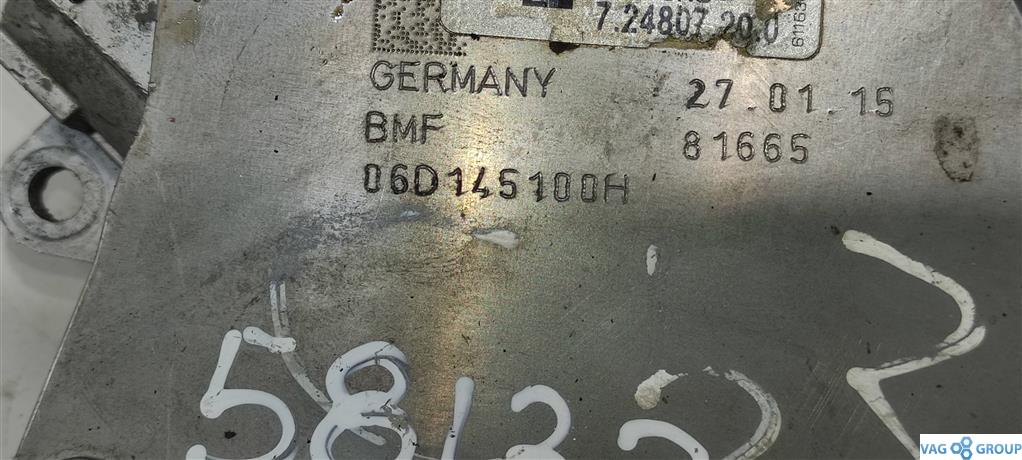 7.24807.20.0
GERMANY 27.01.15
BMF 81665
06D145100H
VAG GROUP